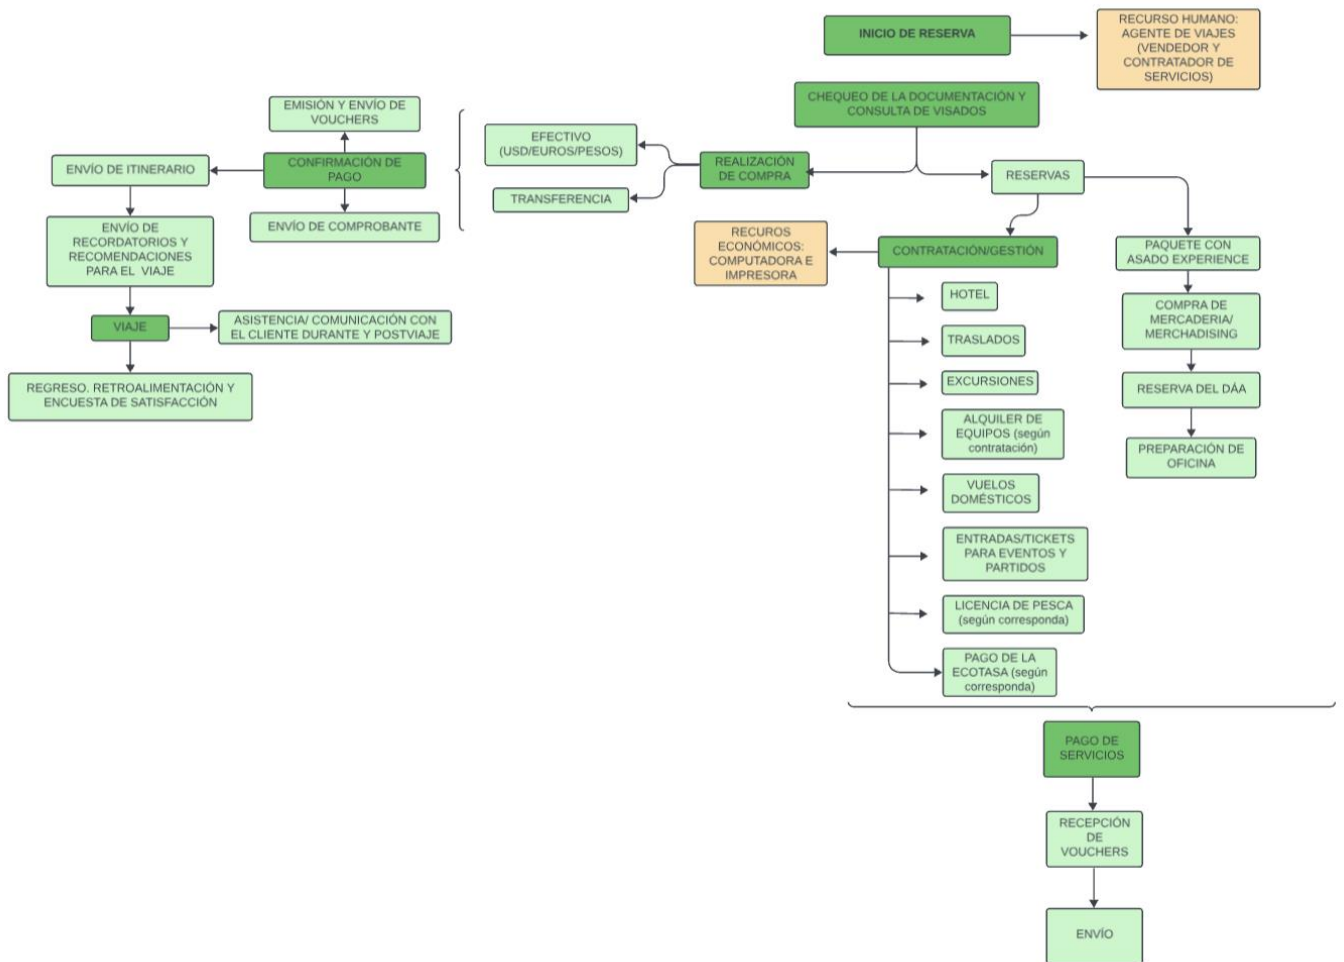 INICIO DE RESERVA
RECURSO HUMANO:
AGENTE DE VIAJES
(VENDEDOR Y
CONTRATADOR DE
SERVICIOS)
CHEQUEO DE LA DOCUMENTACIÓN Y
CONSULTA DE VISADOS
EMISIÓN Y ENVÍO DE
VOUCHERS
CONFIRMACIÓN DE
PAGO
ENVÍO DE ITINERARIO
ENVÍO DE COMPROBANTE
ENVÍO DE
RECORDATORIOS Y
RECOMENDACIONES
PARA EL VIAJE
VIAJE
ASISTENCIA/ COMUNICACIÓN CON
EL CLIENTE DURANTE Y POSTVIAJE
REGRESO. RETROALIMENTACIÓN Y
ENCUESTA DE SATISFACCIÓN
EFECTIVO
(USD/EUROS/PESOS)
TRANSFERENCIA
REALIZACIÓN
DE COMPRA
RESERVAS
RECUROS
ECONÓMICOS:
COMPUTADORA E
IMPRESORA
CONTRATACIÓN/GESTIÓN
HOTEL
TRASLADOS
EXCURSIONES
ALQUILER DE
EQUIPOS (según
contratación)
VUELOS
DOMÉSTICOS
ENTRADAS/TICKETS
PARA EVENTOS Y
PARTIDOS
LICENCIA DE PESCA
(según corresponda)
PAGO DE LA
ECOTASA (según
corresponda)
PAQUETE CON
ASADO EXPERIENCE
COMPRA DE
MERCADERIA/
MERCHADISING
RESERVA DEL DÁA
PREPARACIÓN DE
OFICINA
PAGO DE
SERVICIOS
RECEPCIÓN
DE
VOUCHERS
ENVÍO